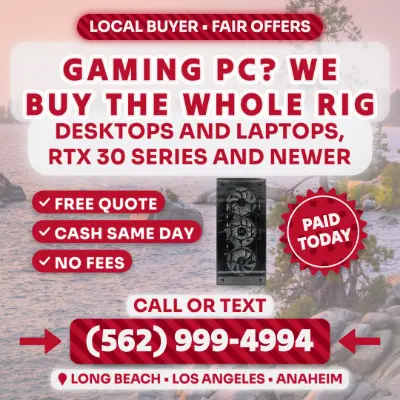 LOCAL BUYER • FAIR OFFERS
GAMING PC? WE
BUY THE WHOLE RIG
DESKTOPS AND LAPTOPS,
RTX 30 SERIES AND NEWER
FREE QUOTE
CASH SAME DAY
NO FEES
PAID
TODAY
CALL OR TEXT
(562) 999-4994
LONG BEACH • LOS ANGELES • ANAHEIM